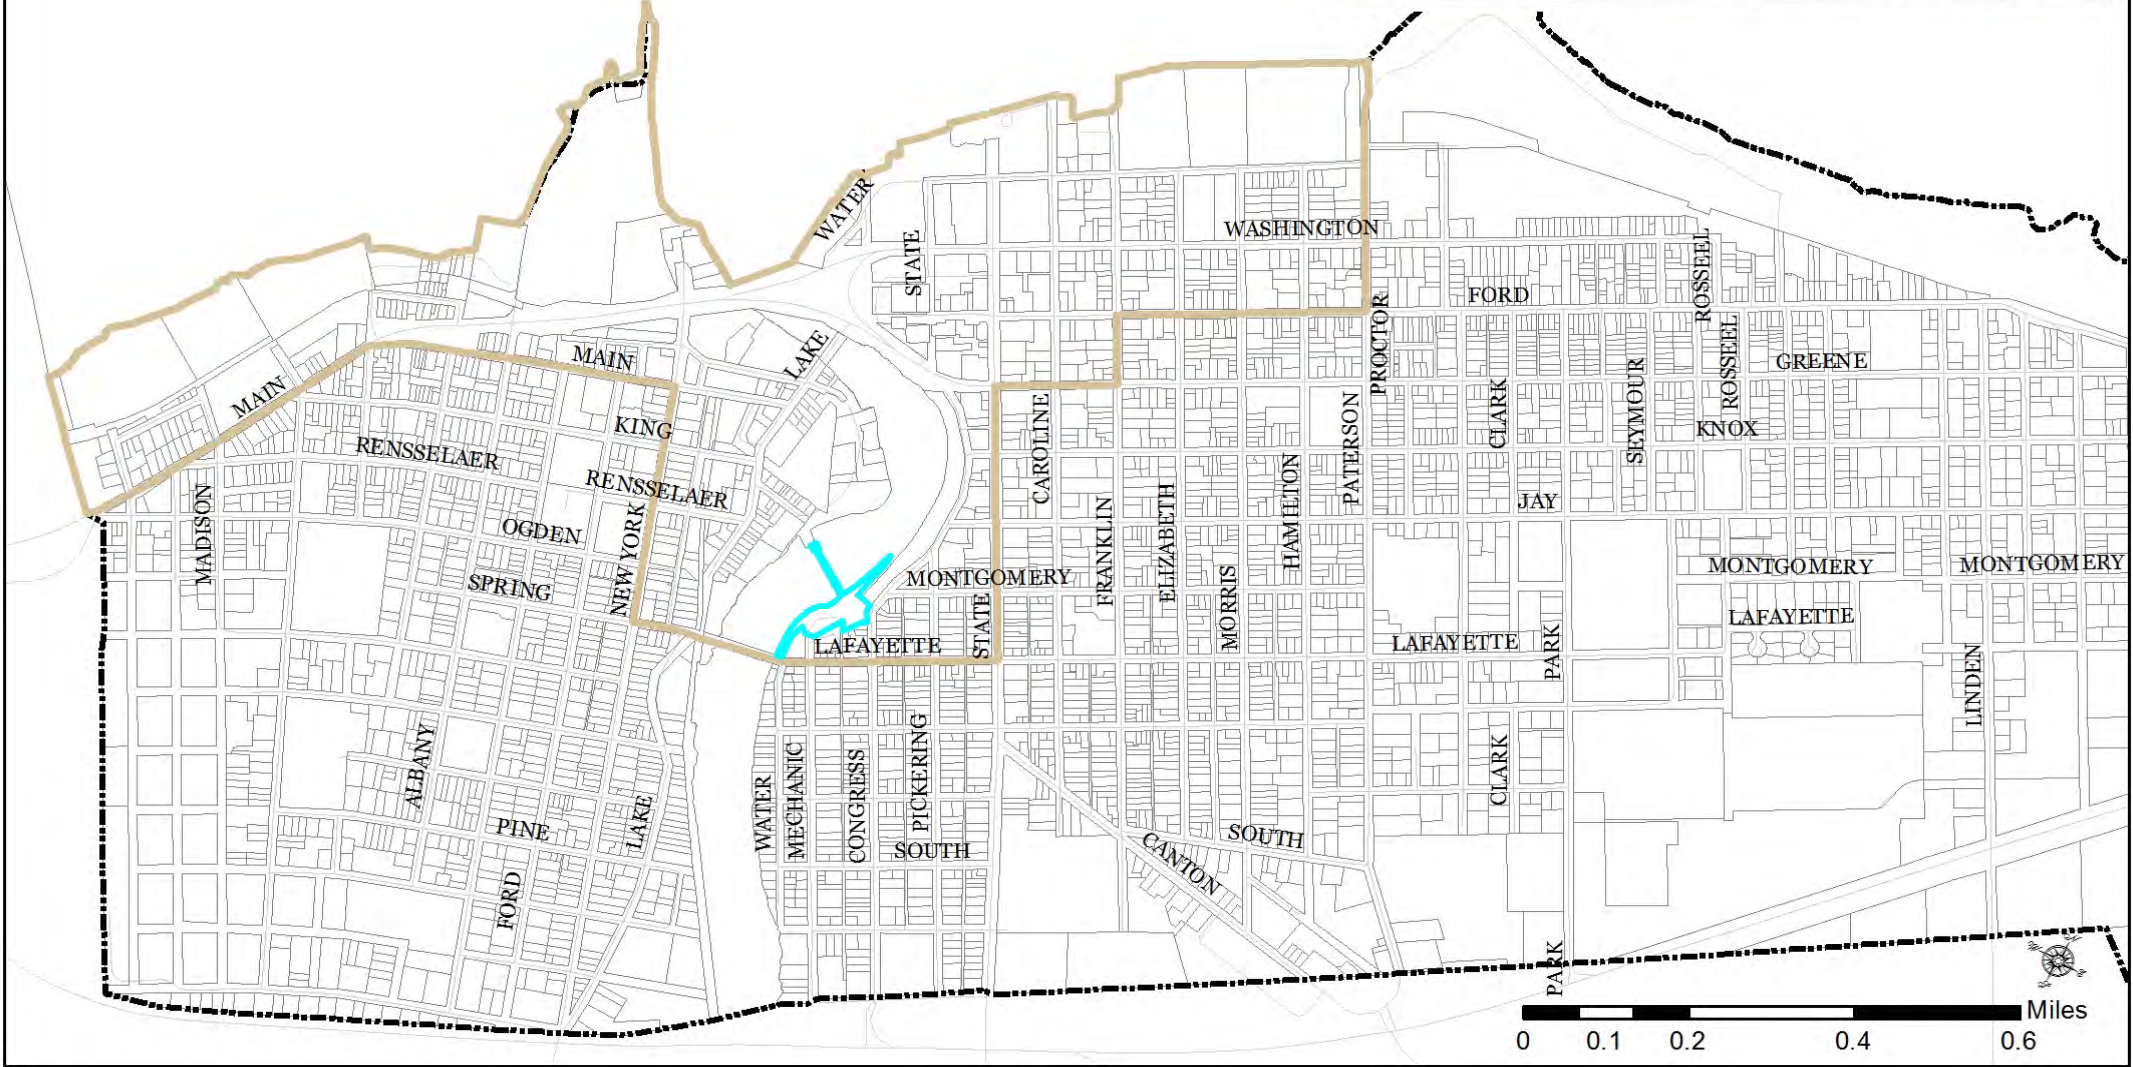 WATER
WASHINGTON
STATE
ROSSEEL
FORD
PROCTOR
LAKE
MAIN
ROSSEEL
GREENE
MAIN
CLARK
SEYMOUR
KING
CAROLINE
PATERSON
KNOX
RENSSELAER
RENSSELAER
HAMILTON
JAY
MADISON
OGDEN
NEW YORK
FRANKLIN
ELIZABETH
MONTGOMERY
MONTGOMERY
MONTGOMERY
SPRING
MORRIS
STATE
LAFAYETTE
LAFAYETTE
LAFAYETTE
PARK
LINDEN
ALBANY
PICKERING
CLARK
MECHANIC
CONGRESS
WATER
LAKE
PINE
SOUTH
SOUTH
CANTON
FORD
PARK
Miles
0 0.1 0.2 0.4 0.6